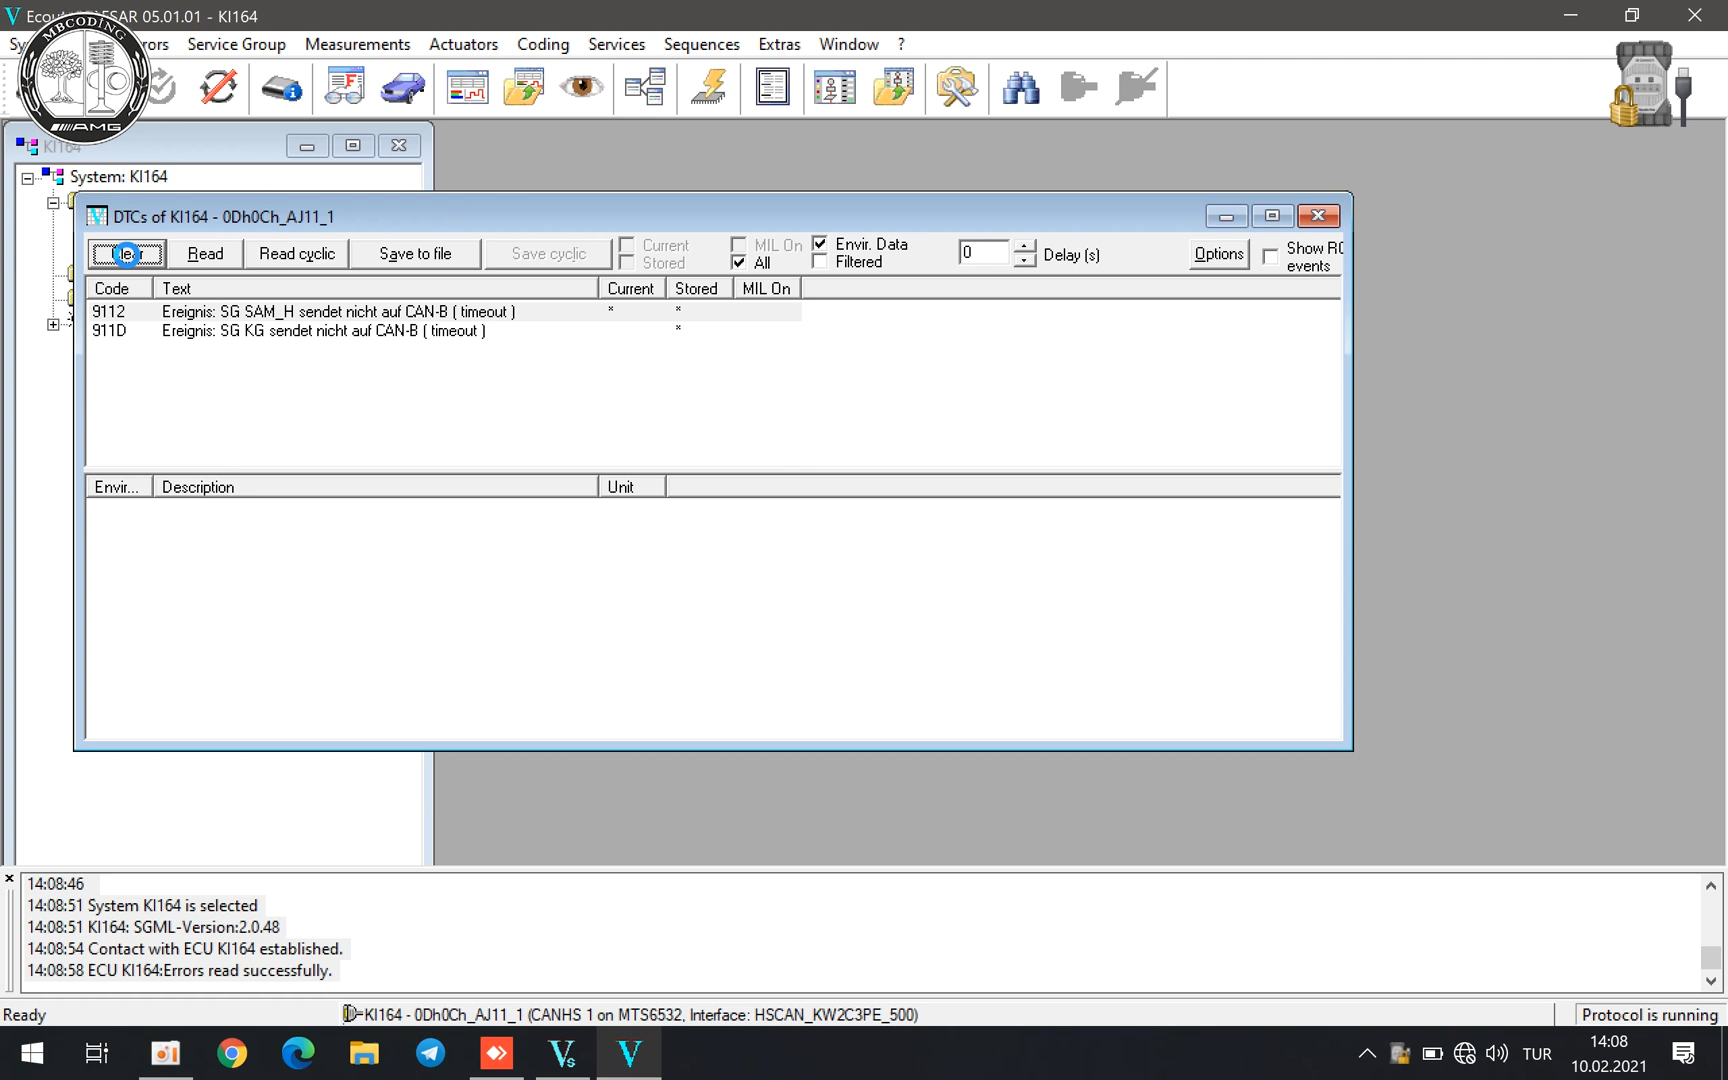 Ecou CAESAR 05.01.01 - KI164
MBCODING
AMG
Sy rors Service Group Measurements Actuators Coding Services Sequences Extras Window ?
KI164
System: KI164
DTCs of KI164 - 0Dh0Ch_AJ11_1
Clear Read Read cyclic Save to file Save cyclic
Current
Stored
MIL On
All
Envir. Data
Filtered
0 Delay (s)
Options
Show RO
events
Code Text Current Stored MIL On
9112 Ereignis: SG SAM_H sendet nicht auf CAN-B ( timeout ) * *
911D Ereignis: SG KG sendet nicht auf CAN-B ( timeout ) *
Envir... Description Unit
14:08:46
14:08:51 System KI164 is selected
14:08:51 KI164: SGML-Version:2.0.48
14:08:54 Contact with ECU KI164 established.
14:08:58 ECU KI164:Errors read successfully.
Ready KI164 - 0Dh0Ch_AJ11_1 (CANHS 1 on MTS6532, Interface: HSCAN_KW2C3PE_500) Protocol is running
TUR
14:08
10.02.2021